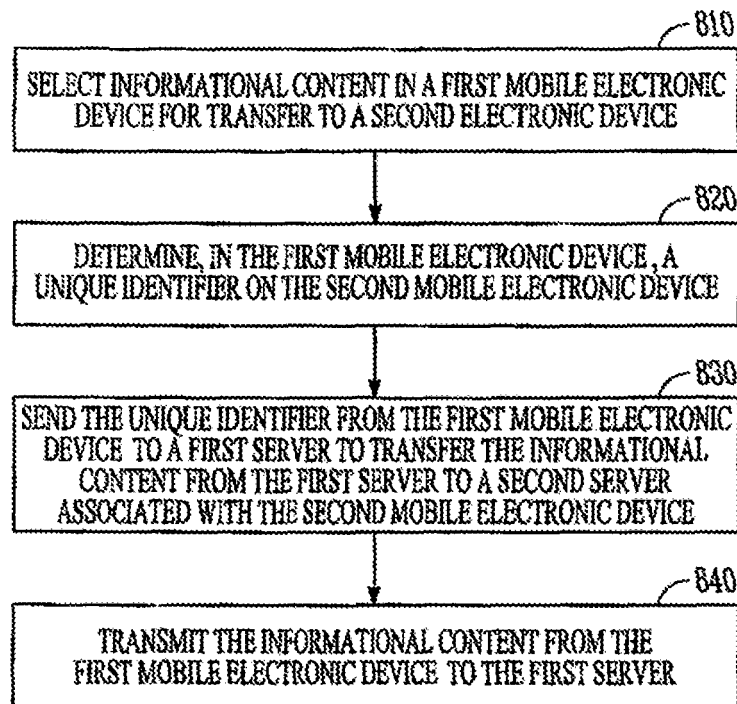 810
SELECT INFORMATIONAL CONTENT IN A FIRST MOBILE ELECTRONIC
DEVICE FOR TRANSFER TO A SECOND ELECTRONIC DEVICE
820
DETERMINE, IN THE FIRST MOBILE ELECTRONIC DEVICE , A
UNIQUE IDENTIFIER ON THE SECOND MOBILE ELECTRONIC DEVICE
830
SEND THE UNIQUE IDENTIFIER FROM THE FIRST MOBILE ELECTRONIC
DEVICE TO A FIRST SERVER TO TRANSFER THE INFORMATIONAL
CONTENT FROM THE FIRST SERVER TO A SECOND SERVER
ASSOCIATED WITH THE SECOND MOBILE ELECTRONIC DEVICE
840
TRANSMIT THE INFORMATIONAL CONTENT FROM THE
FIRST MOBILE ELECTRONIC DEVICE TO THE FIRST SERVER